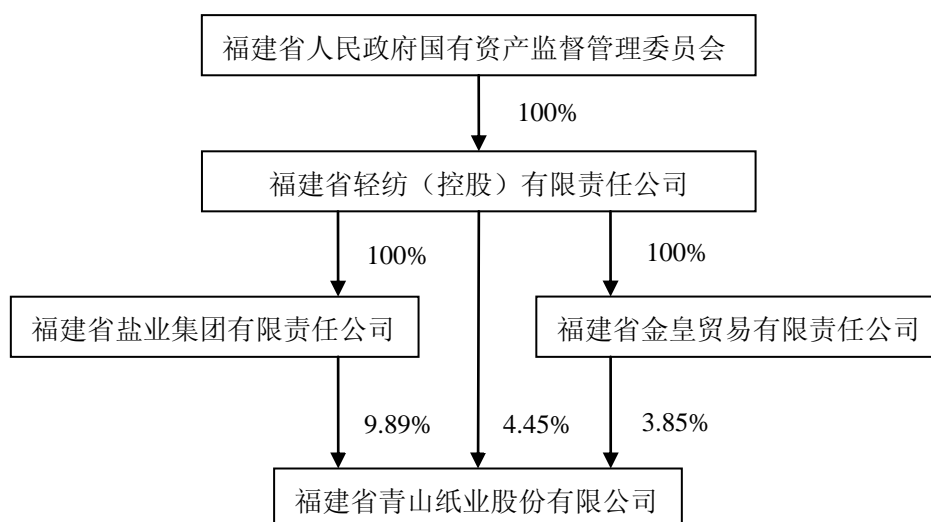 福建省人民政府国有资产监督管理委员会
100%
福建省轻纺（控股）有限责任公司
100%
100%
福建省盐业集团有限责任公司
福建省金皇贸易有限责任公司
9.89%
4.45%
3.85%
福建省青山纸业股份有限公司